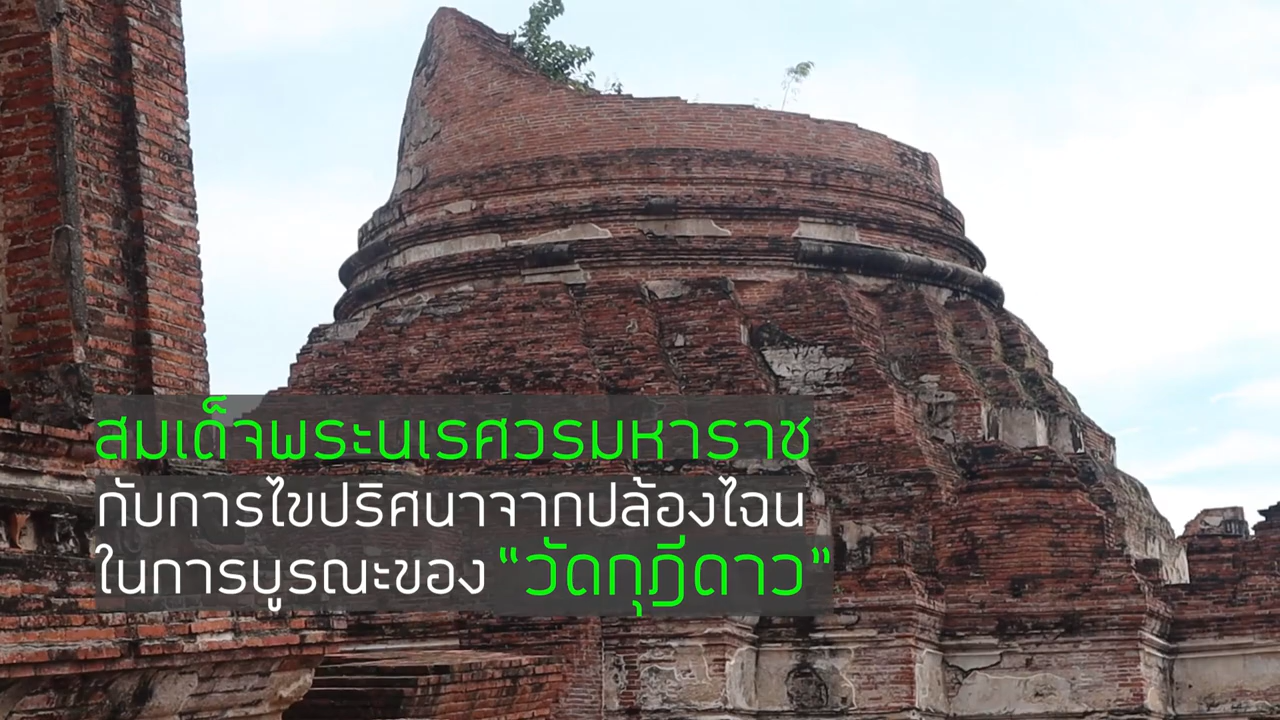 สมเด็จพระนเรศวรมหาราช
กับการไขปริศนาจากปล้องไฉน
ในการบูรณะของ “วัดกุฎีดาว”